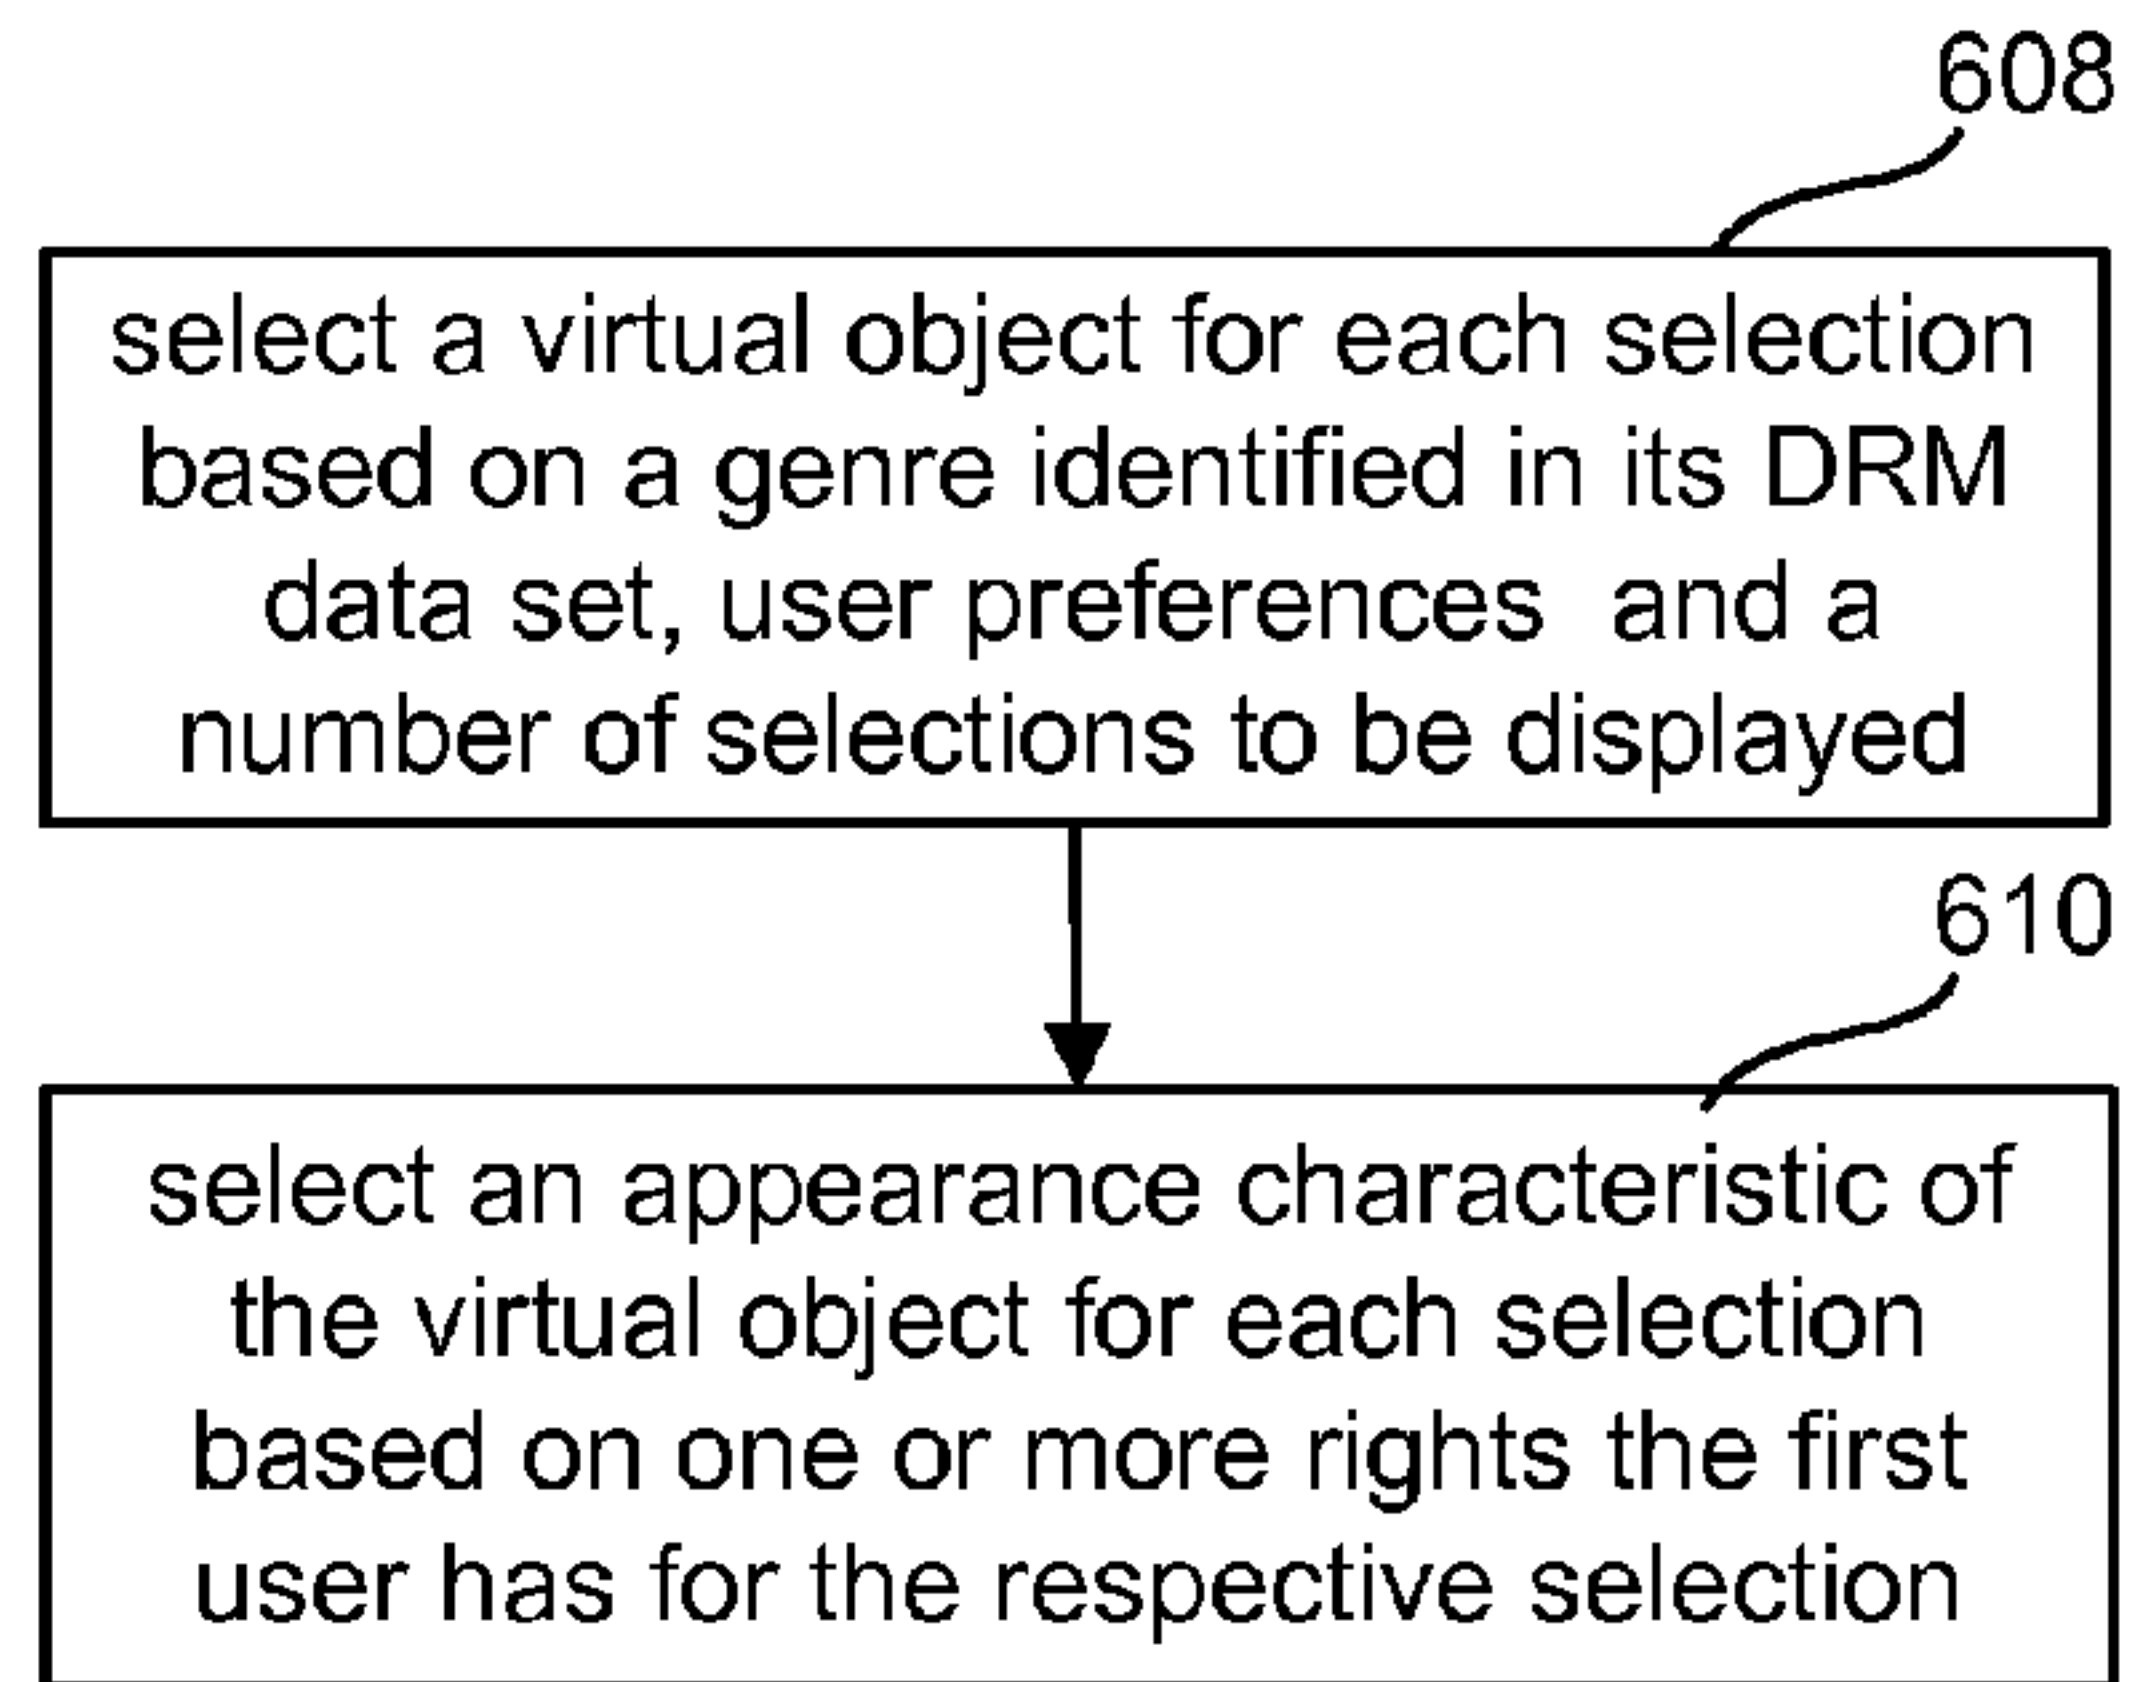 608
select a virtual object for each selection
based on a genre identified in its DRM
data set, user preferences and a
number of selections to be displayed
610
select an appearance characteristic of
the virtual object for each selection
based on one or more rights the first
user has for the respective selection